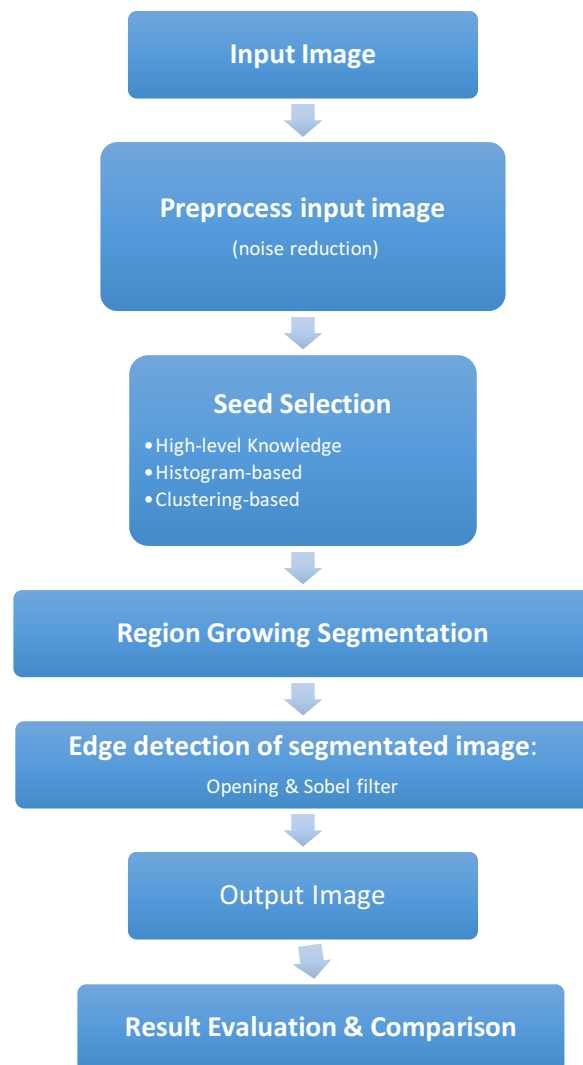 Input Image
Preprocess input image
(noise reduction)
Seed Selection
•High-level Knowledge
•Histogram-based
•Clustering-based
Region Growing Segmentation
Edge detection of segmentated image:
Opening & Sobel filter
Output Image
Result Evaluation & Comparison